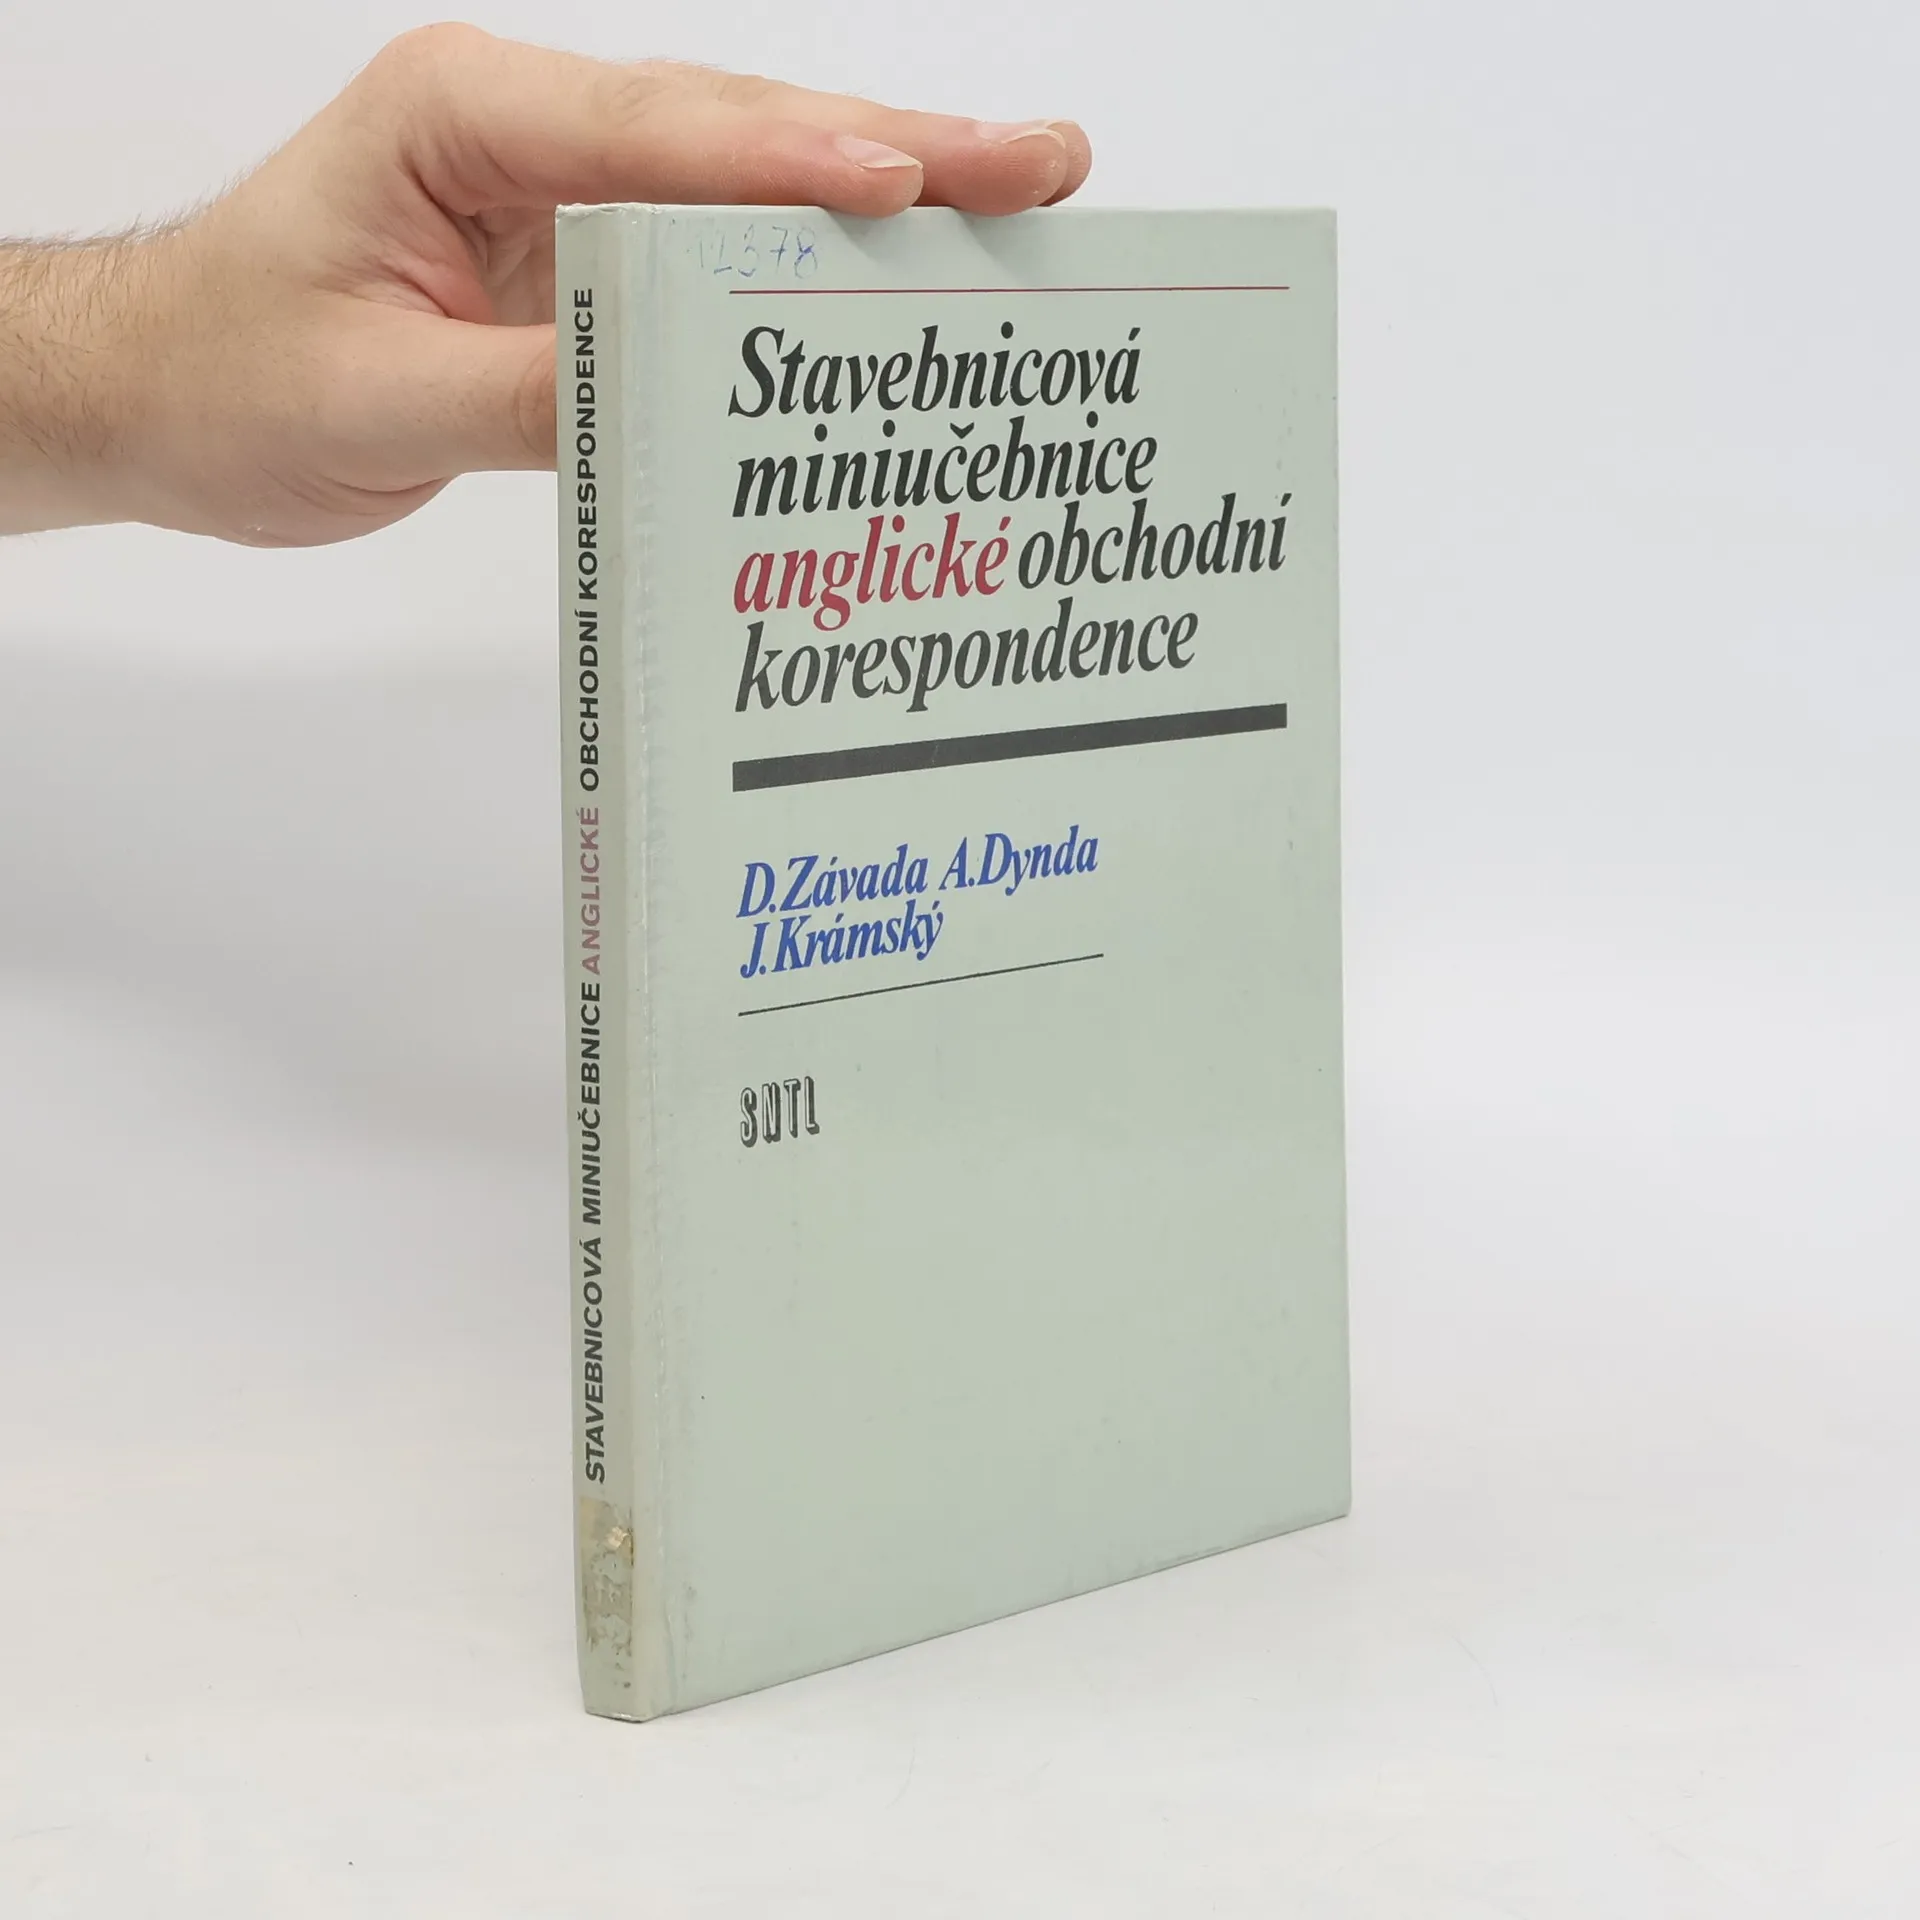 12378
Stavebnicová
miniučebnice
anglické obchodní
korespondence
D. Závada A. Dynda
J. Krámský
SNTL
STAVEBNICOVÁ MINIUČEBNICE ANGLICKÉ OBCHODNÍ KORESPONDENCE